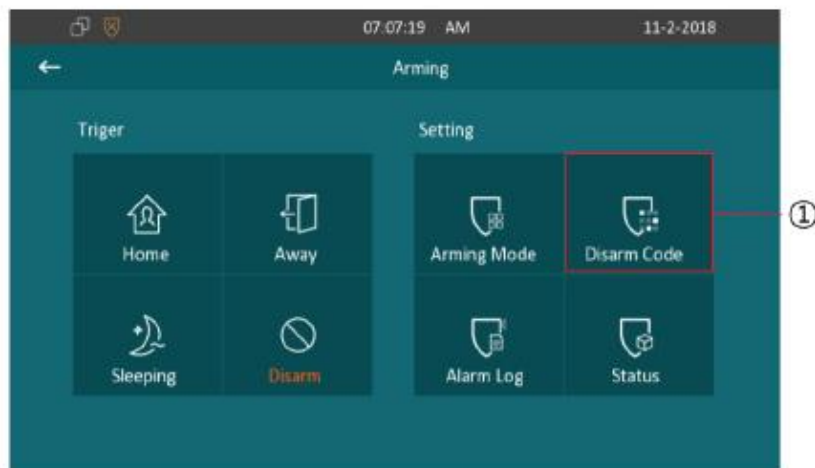 07:07:19 AM 11-2-2018
Arming
Triger Setting
Home Away Arming Mode Disarm Code ①
Sleeping Disarm Alarm Log Status